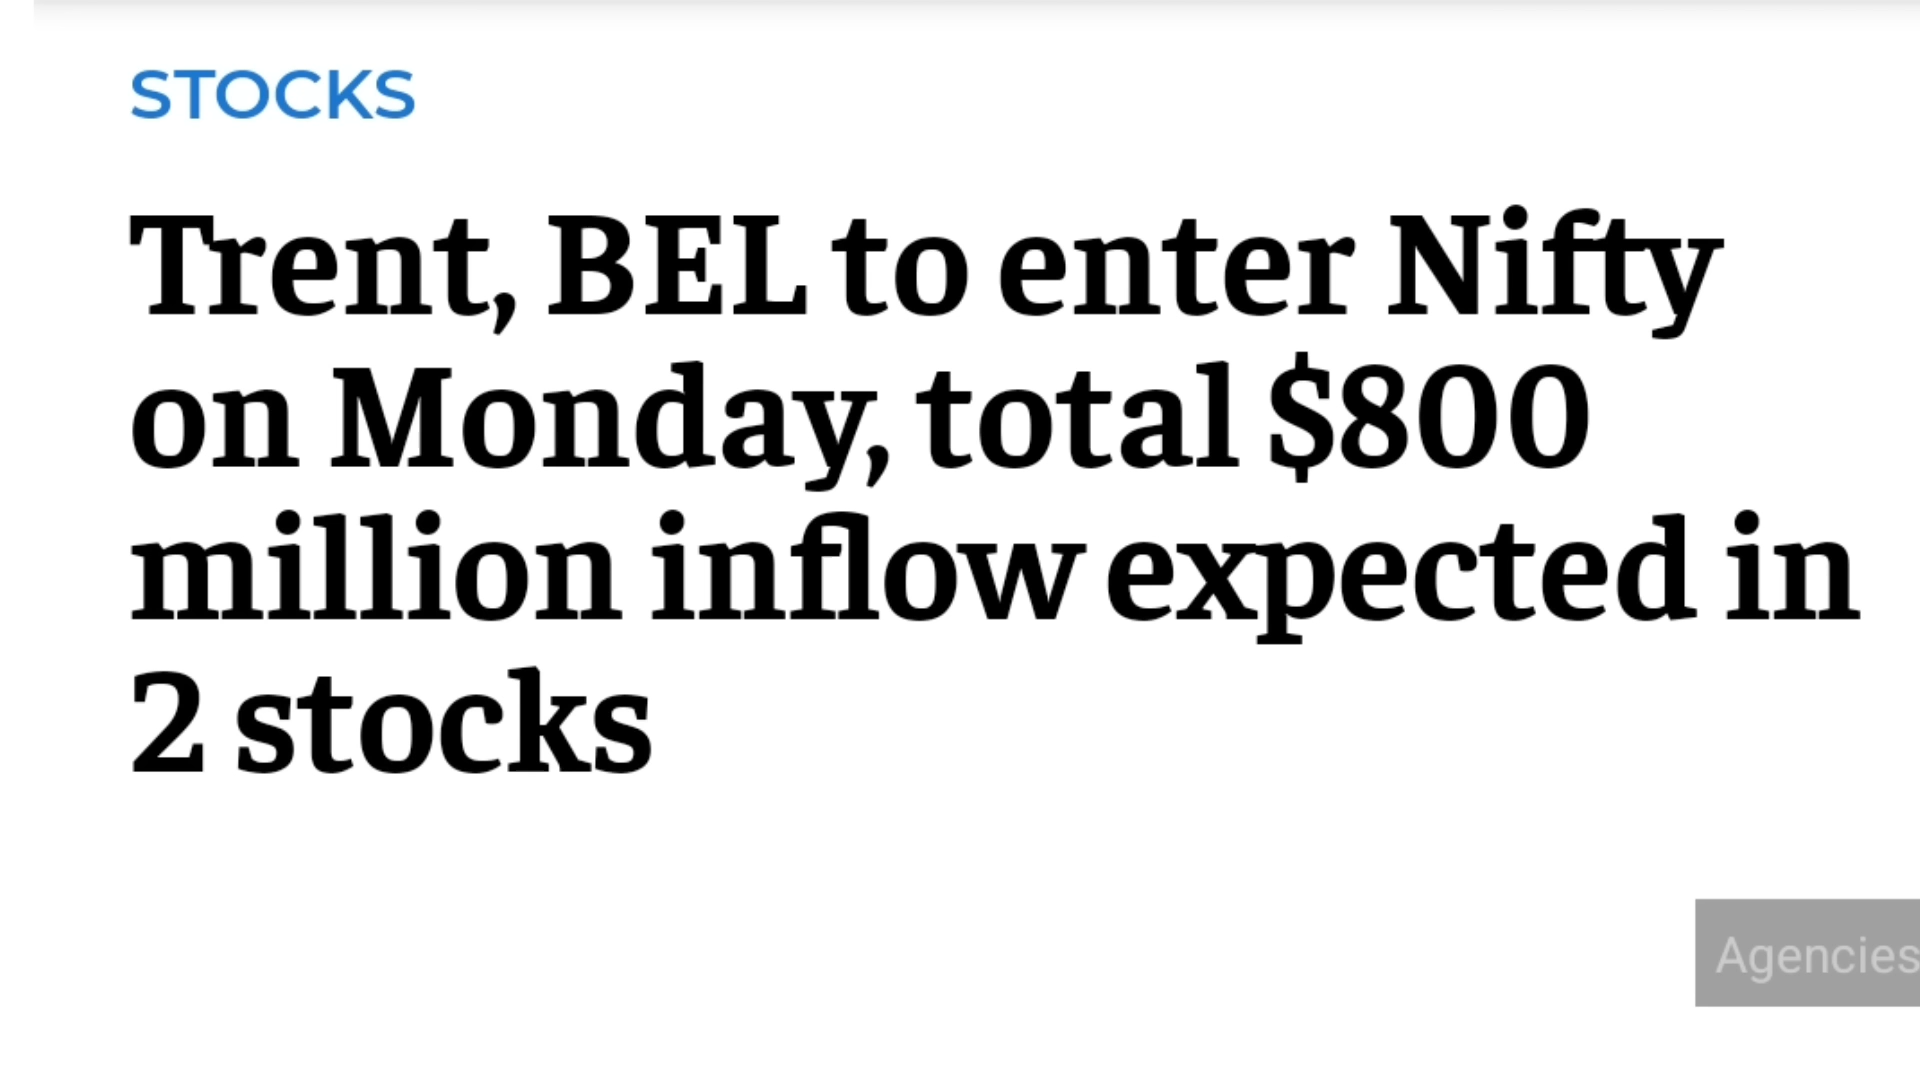 STOCKS
Trent, BEL to enter Nifty
on Monday, total $800
million inflow expected in
2 stocks
Agencies